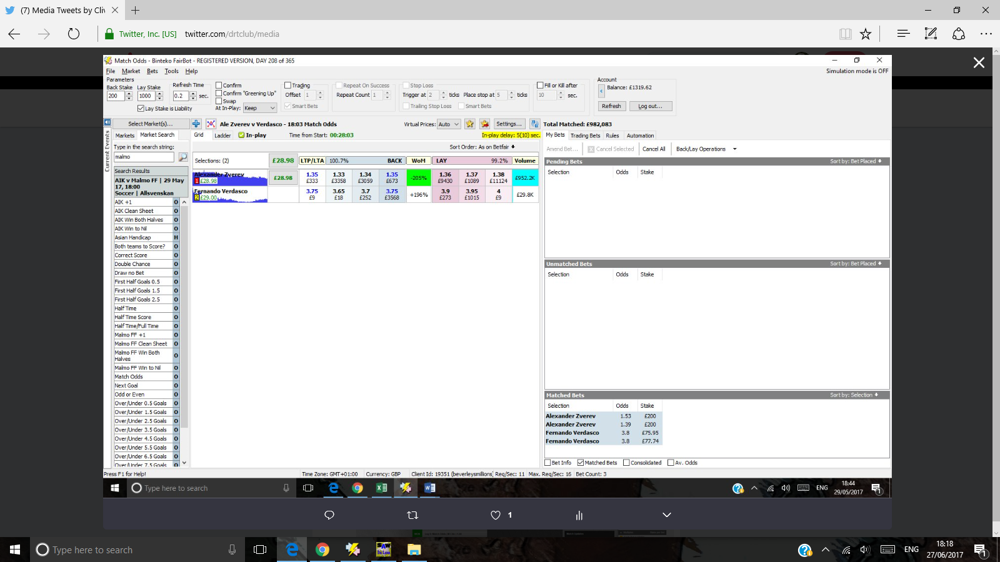 (7) Media Tweets by Cliv
Twitter, Inc. [US] twitter.com/drtclub/media
Match Odds - Binteko FairBot - REGISTERED VERSION, DAY 208 of 365
File Market Bets Tools Help
Simulation mode is OFF
Parameters
Back Stake Lay Stake Refresh Time
200 1000 0.2 sec.
Lay Stake is Liability
Confirm
Confirm "Greening Up"
Swap
At In-Play: Keep
Trading
Offset 1
Smart Bets
Repeat On Success
Repeat Count 1
Stop Loss
Trigger at 2 ticks Place stop at 5 ticks
Trailing Stop Loss Smart Bets
Fill or Kill after
10 sec.
Account
Balance: £1319.62
Refresh Log out...
Current Events
Select Market(s)...
Markets Market Search
Type in the search string:
malmo
Search Results
AIK v Malmo FF | 29 May
17, 18:00
Soccer | Allsvenskan
AIK +1 O
AIK Clean Sheet O
AIK Win Both Halves O
AIK Win to Nil O
Asian Handicap H
Both teams to Score? O
Correct Score O
Double Chance O
Draw no Bet O
First Half Goals 0.5 O
First Half Goals 1.5 O
First Half Goals 2.5 O
Half Time O
Half Time Score O
Half Time/Full Time O
Malmo FF +1 O
Malmo FF Clean Sheet O
Malmo FF Win Both
Halves O
Malmo FF Win to Nil O
Match Odds O
Next Goal O
Odd or Even O
Over/Under 0.5 Goals O
Over/Under 1.5 Goals O
Over/Under 2.5 Goals O
Over/Under 3.5 Goals O
Over/Under 4.5 Goals O
Over/Under 5.5 Goals O
Over/Under 6.5 Goals O
Over/Under 7.5 Goals O
Ale Zverev v Verdasco - 18:03 Match Odds
Virtual Prices: Auto Settings...
Grid Ladder In-play Time from Start: 00:28:03 In-play delay: 5(10) sec.
Sort Order: As on Betfair
Selections: (2) £28.98 LTP/LTA 100.7% BACK WoM LAY 99.2% Volume
Alexander Zverev 1.35 1.33 1.34 1.35 1.36 1.37 1.38
1 £28.98 £28.98 £333 £3358 £3059 £673 -205% £9430 £1089 £11124 £952.2K
Fernando Verdasco 3.75 3.65 3.7 3.75 3.9 3.95 4
2 £29.00 £9 £18 £252 £3568 +196% £273 £1015 £9 £29.8K
Total Matched: £982,083
My Bets Trading Bets Rules Automation
Amend Bet... Cancel Selected Cancel All Back/Lay Operations
Pending Bets Sort by: Bet Placed
Selection Odds Stake
Unmatched Bets Sort by: Bet Placed
Selection Odds Stake
Matched Bets Sort by: Selection
Selection Odds Stake
Alexander Zverev 1.53 £200
Alexander Zverev 1.39 £200
Fernando Verdasco 3.8 £75.95
Fernando Verdasco 3.8 £77.74
Bet Info Matched Bets Consolidated Av. Odds
Press F1 for Help! Time Zone: GMT+01:00 Currency: GBP Client Id: 19351 (beverleysmillions) Req/Sec: 11 Max. Req/Sec: 16 Bet Count: 3
Type here to search
ENG
18:44
29/05/2017
1
1
Type here to search
ENG
18:18
27/06/2017
1